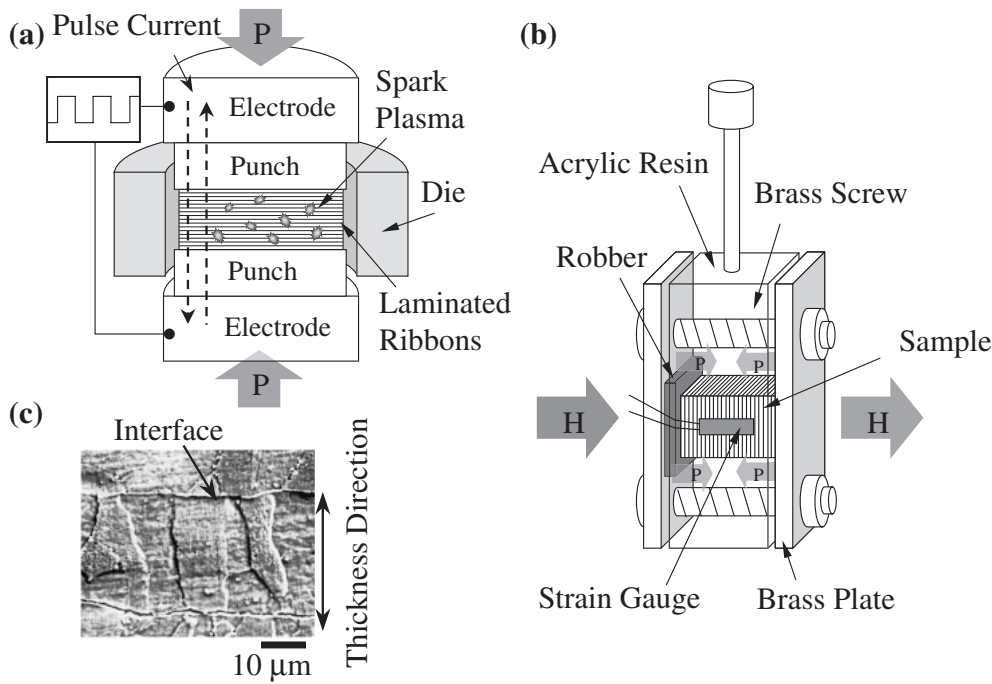 (a)
Pulse Current
P
Electrode
Spark
Plasma
Punch
Die
Punch
Laminated
Ribbons
Electrode
P
(b)
Acrylic Resin
Brass Screw
Robber
Sample
P
P
H
H
P
P
Strain Gauge
Brass Plate
(c)
Interface
Thickness Direction
10 μm